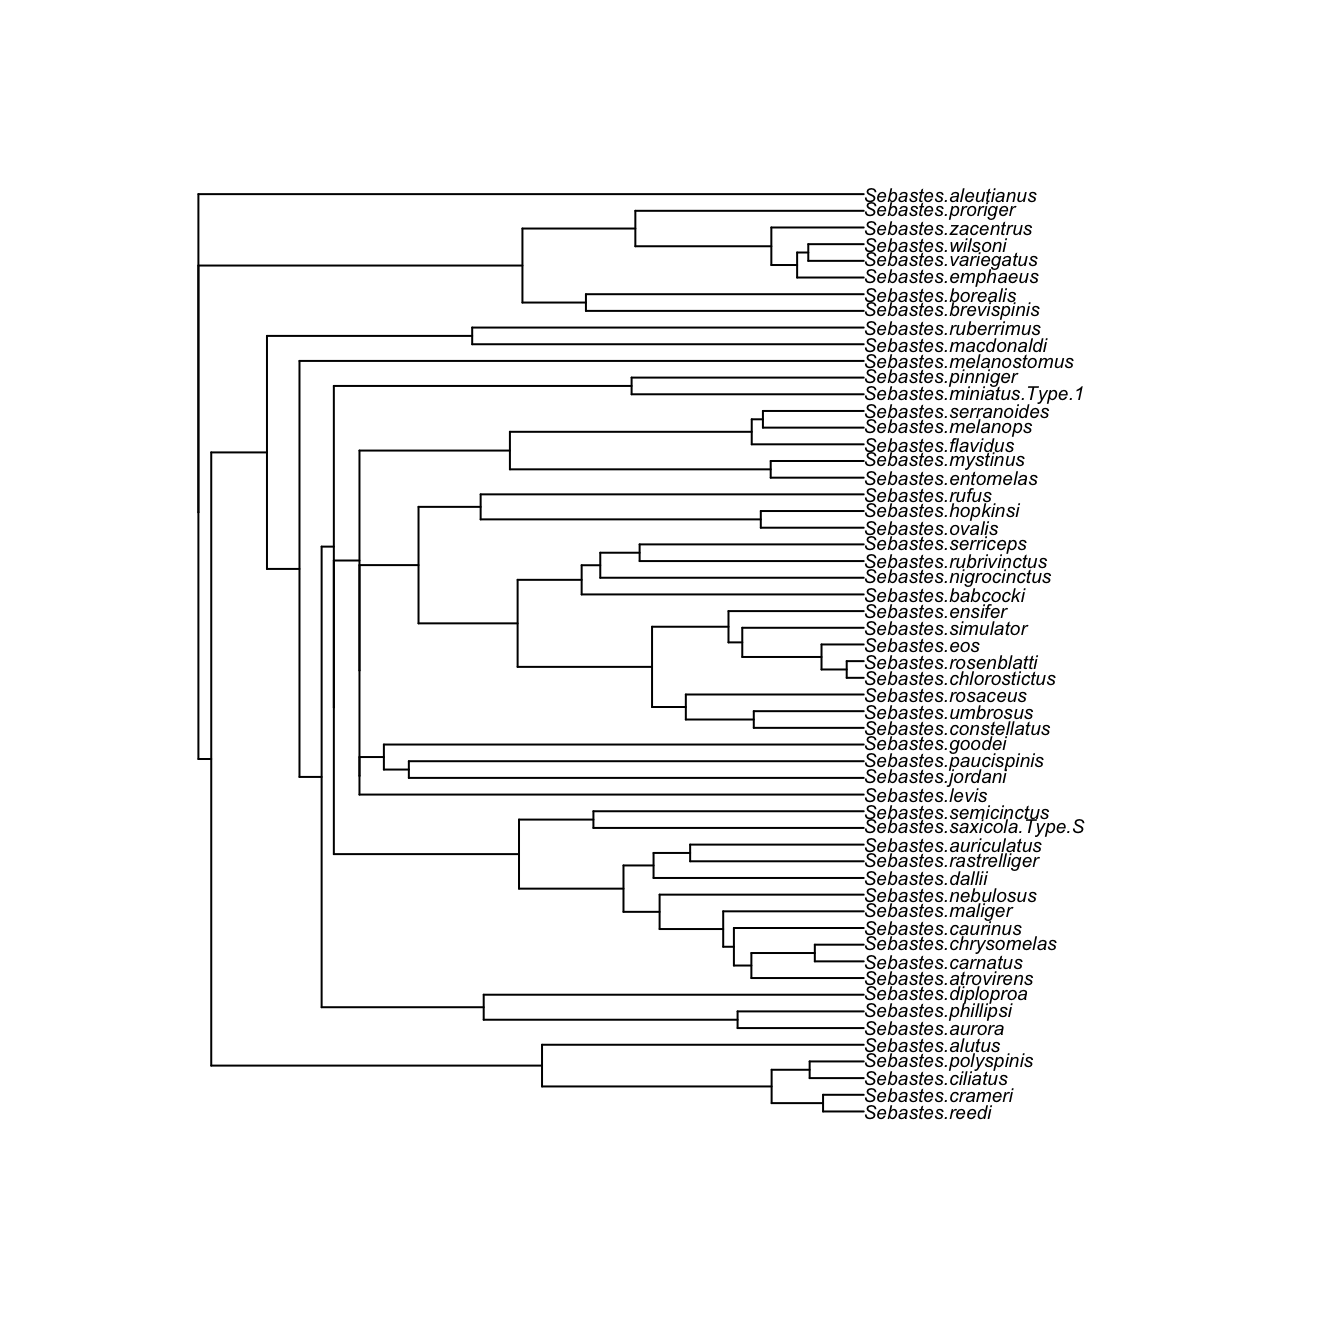 Sebastes.aleutianus
Sebastes.proriger
Sebastes.zacentrus
Sebastes.wilsoni
Sebastes.variegatus
Sebastes.emphaeus
Sebastes.borealis
Sebastes.brevispinis
Sebastes.ruberrimus
Sebastes.macdonaldi
Sebastes.melanostomus
Sebastes.pinniger
Sebastes.miniatus.Type.1
Sebastes.serranoides
Sebastes.melanops
Sebastes.flavidus
Sebastes.mystinus
Sebastes.entomelas
Sebastes.rufus
Sebastes.hopkinsi
Sebastes.ovalis
Sebastes.serriceps
Sebastes.rubrivinctus
Sebastes.nigrocinctus
Sebastes.babcocki
Sebastes.ensifer
Sebastes.simulator
Sebastes.eos
Sebastes.rosenblatti
Sebastes.chlorostictus
Sebastes.rosaceus
Sebastes.umbrosus
Sebastes.constellatus
Sebastes.goodei
Sebastes.paucispinis
Sebastes.jordani
Sebastes.levis
Sebastes.semicinctus
Sebastes.saxicola.Type.S
Sebastes.auriculatus
Sebastes.rastrelliger
Sebastes.dallii
Sebastes.nebulosus
Sebastes.maliger
Sebastes.caurinus
Sebastes.chrysomelas
Sebastes.carnatus
Sebastes.atrovirens
Sebastes.diploproa
Sebastes.phillipsi
Sebastes.aurora
Sebastes.alutus
Sebastes.polyspinis
Sebastes.ciliatus
Sebastes.crameri
Sebastes.reedi